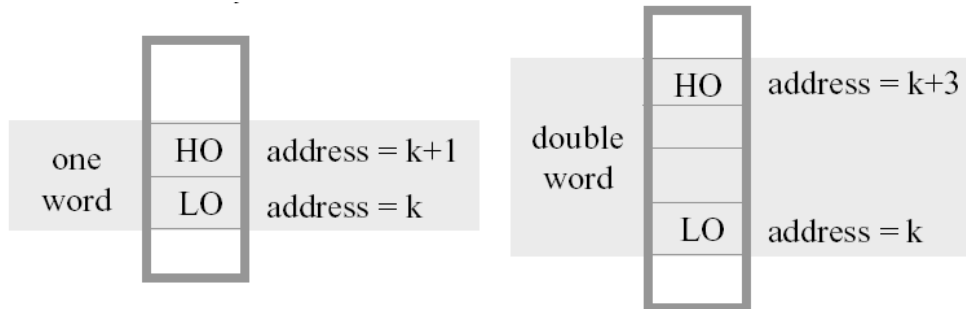 one
word
HO
address = k+1
LO
address = k
double
word
HO
address = k+3
LO
address = k